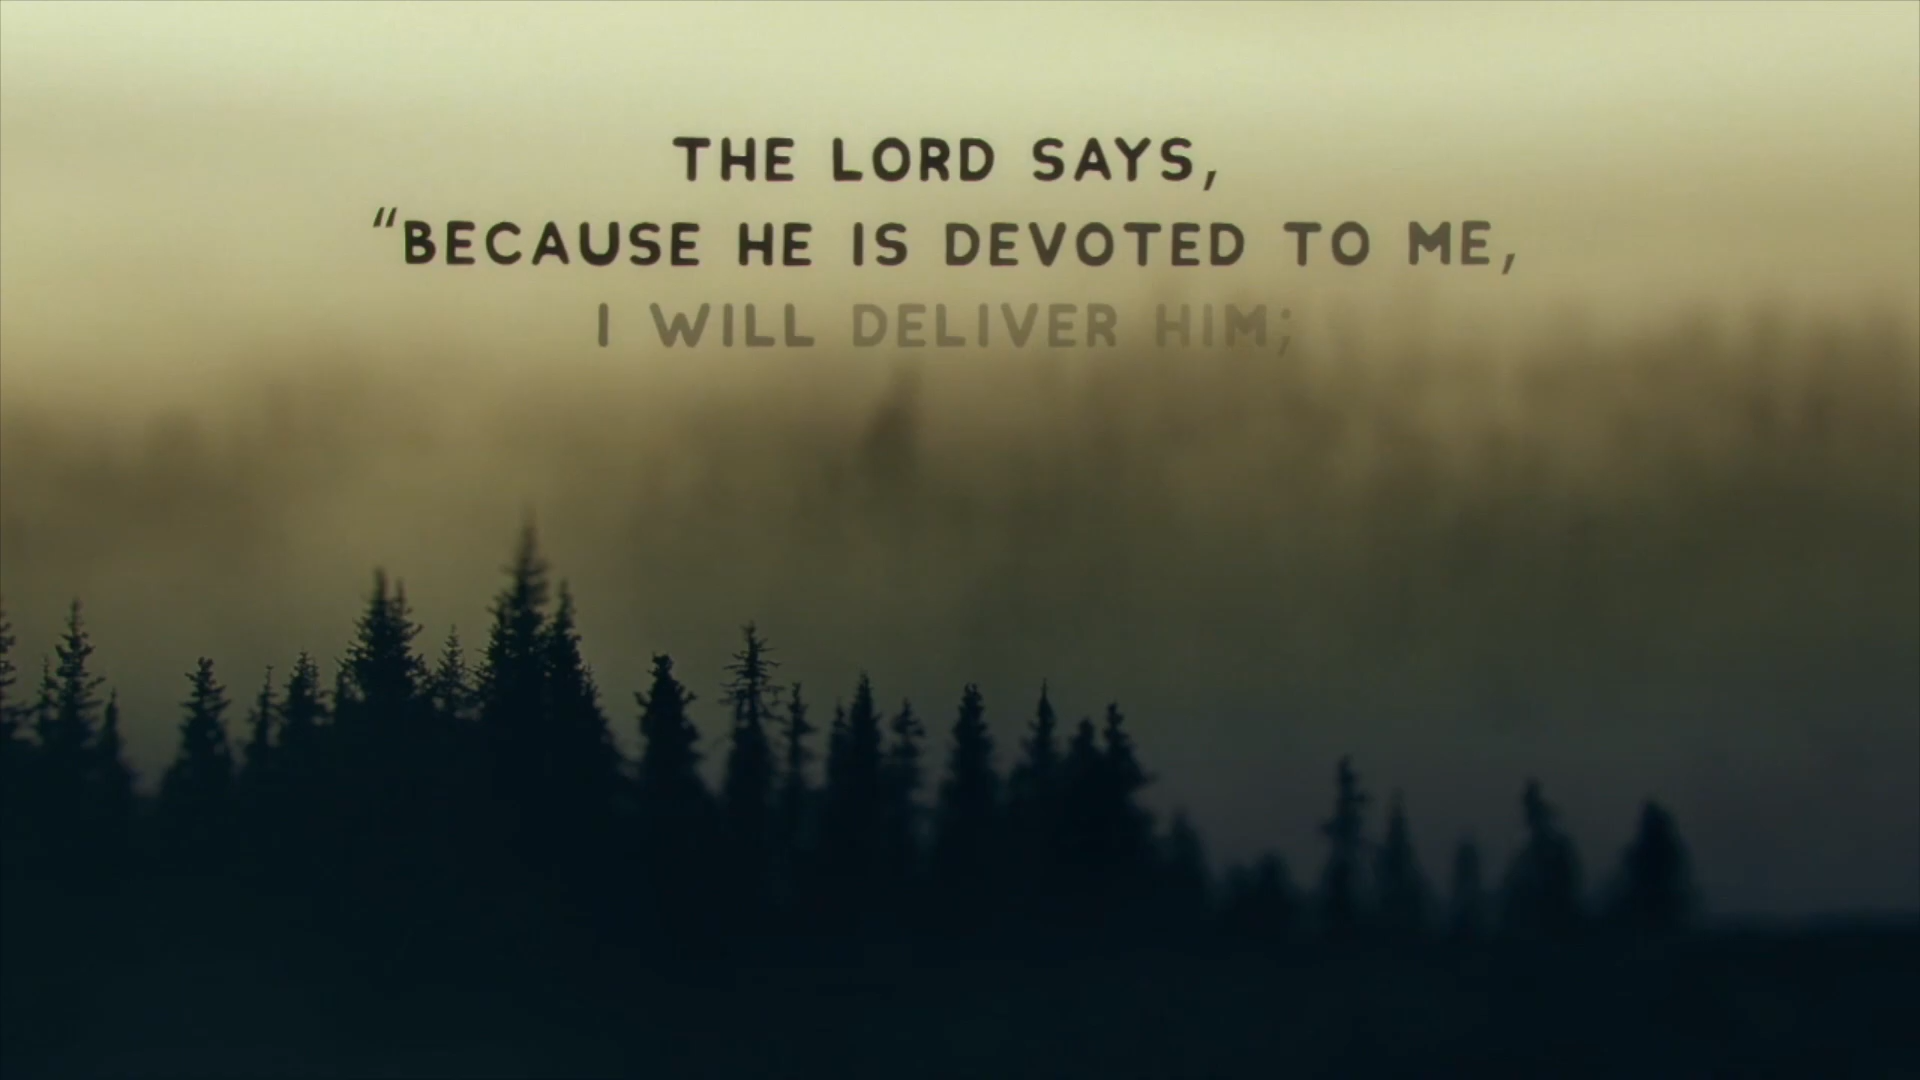 THE LORD SAYS,
“BECAUSE HE IS DEVOTED TO ME,
I WILL DELIVER HIM;